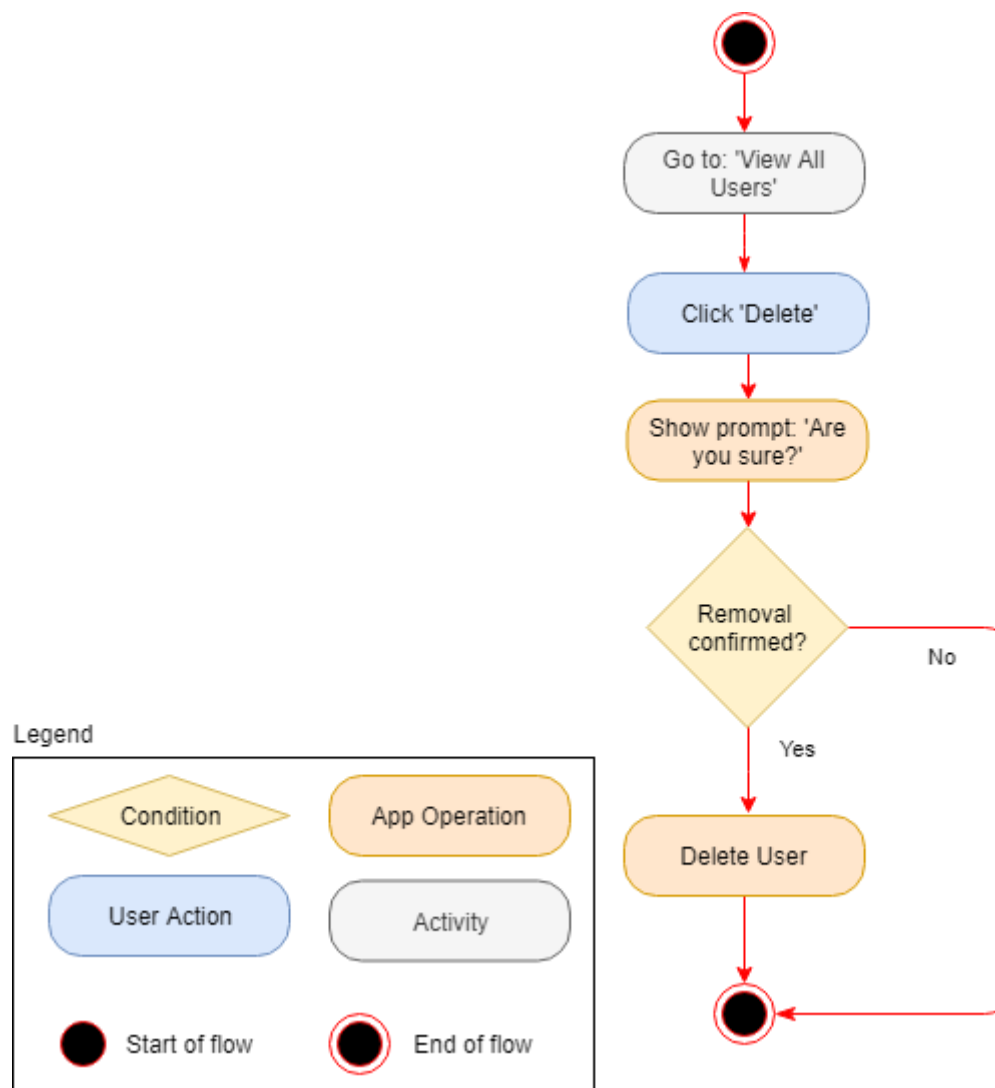 Go to: 'View All
Users'
Click 'Delete'
Show prompt: 'Are
you sure?'
Removal
confirmed?
No
Yes
Delete User
Legend
Condition
App Operation
User Action
Activity
Start of flow
End of flow